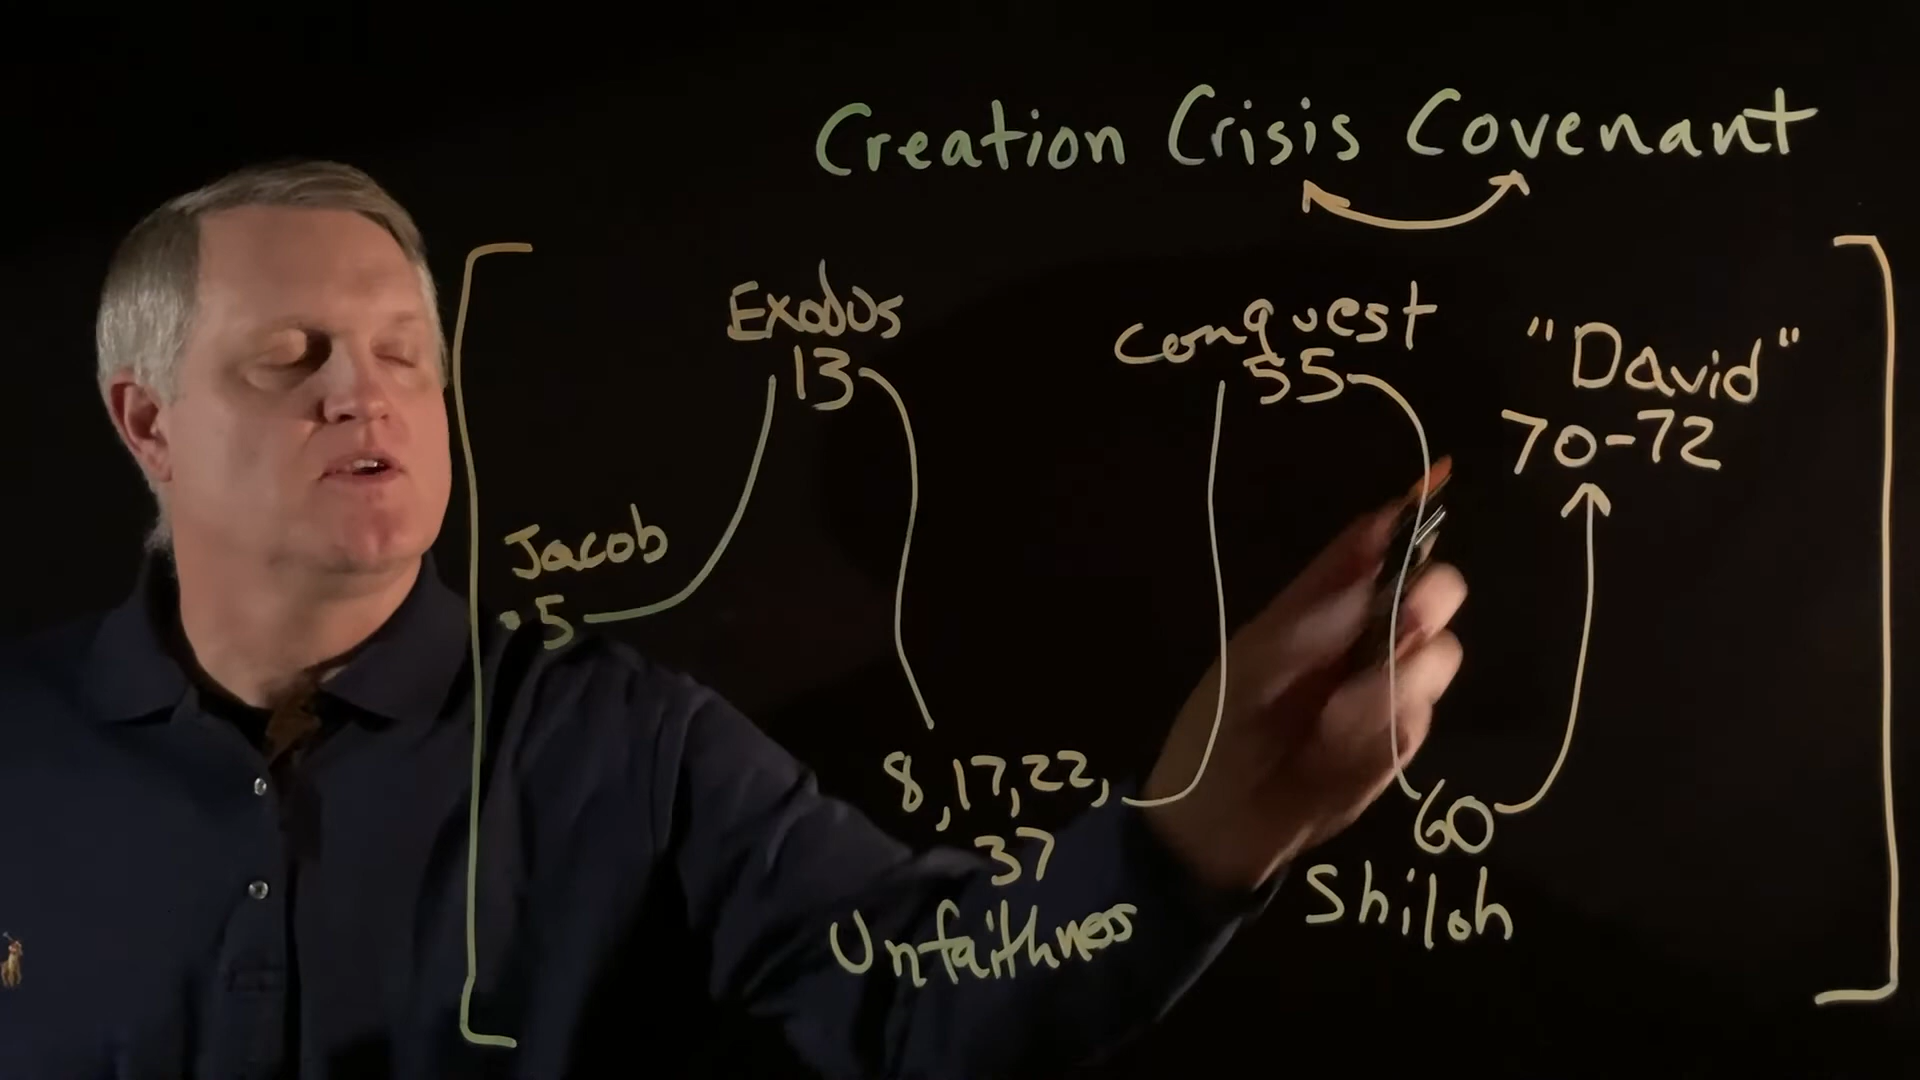 Creation Crisis Covenant
Exodus
13
conquest
55
"David"
70-72
Jacob
5
8,17,22,
37
Unfaithness
60
Shiloh